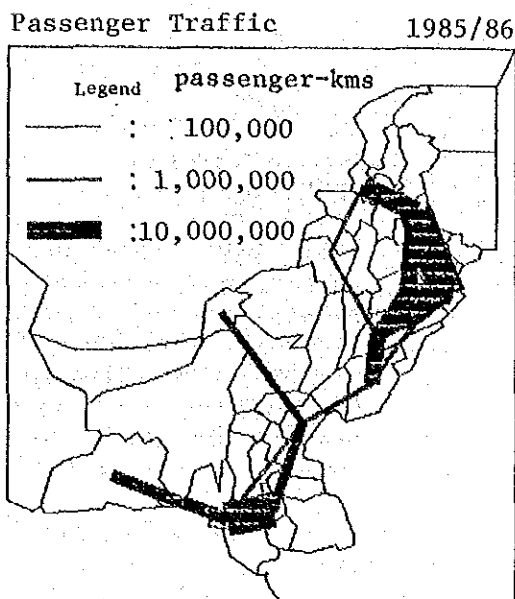 Passenger Traffic 1985/86
Legend passenger-kms
: 100,000
: 1,000,000
:10,000,000